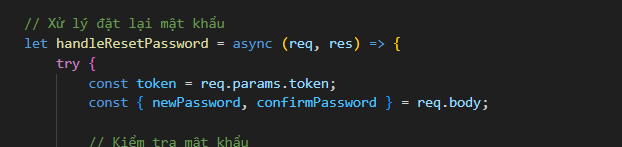 // Xử lý đặt lại mật khẩu
let handleResetPassword = async (req, res) => {
try {
const token = req.params.token;
const { newPassword, confirmPassword } = req.body;
// Kiểm tra mật khẩu